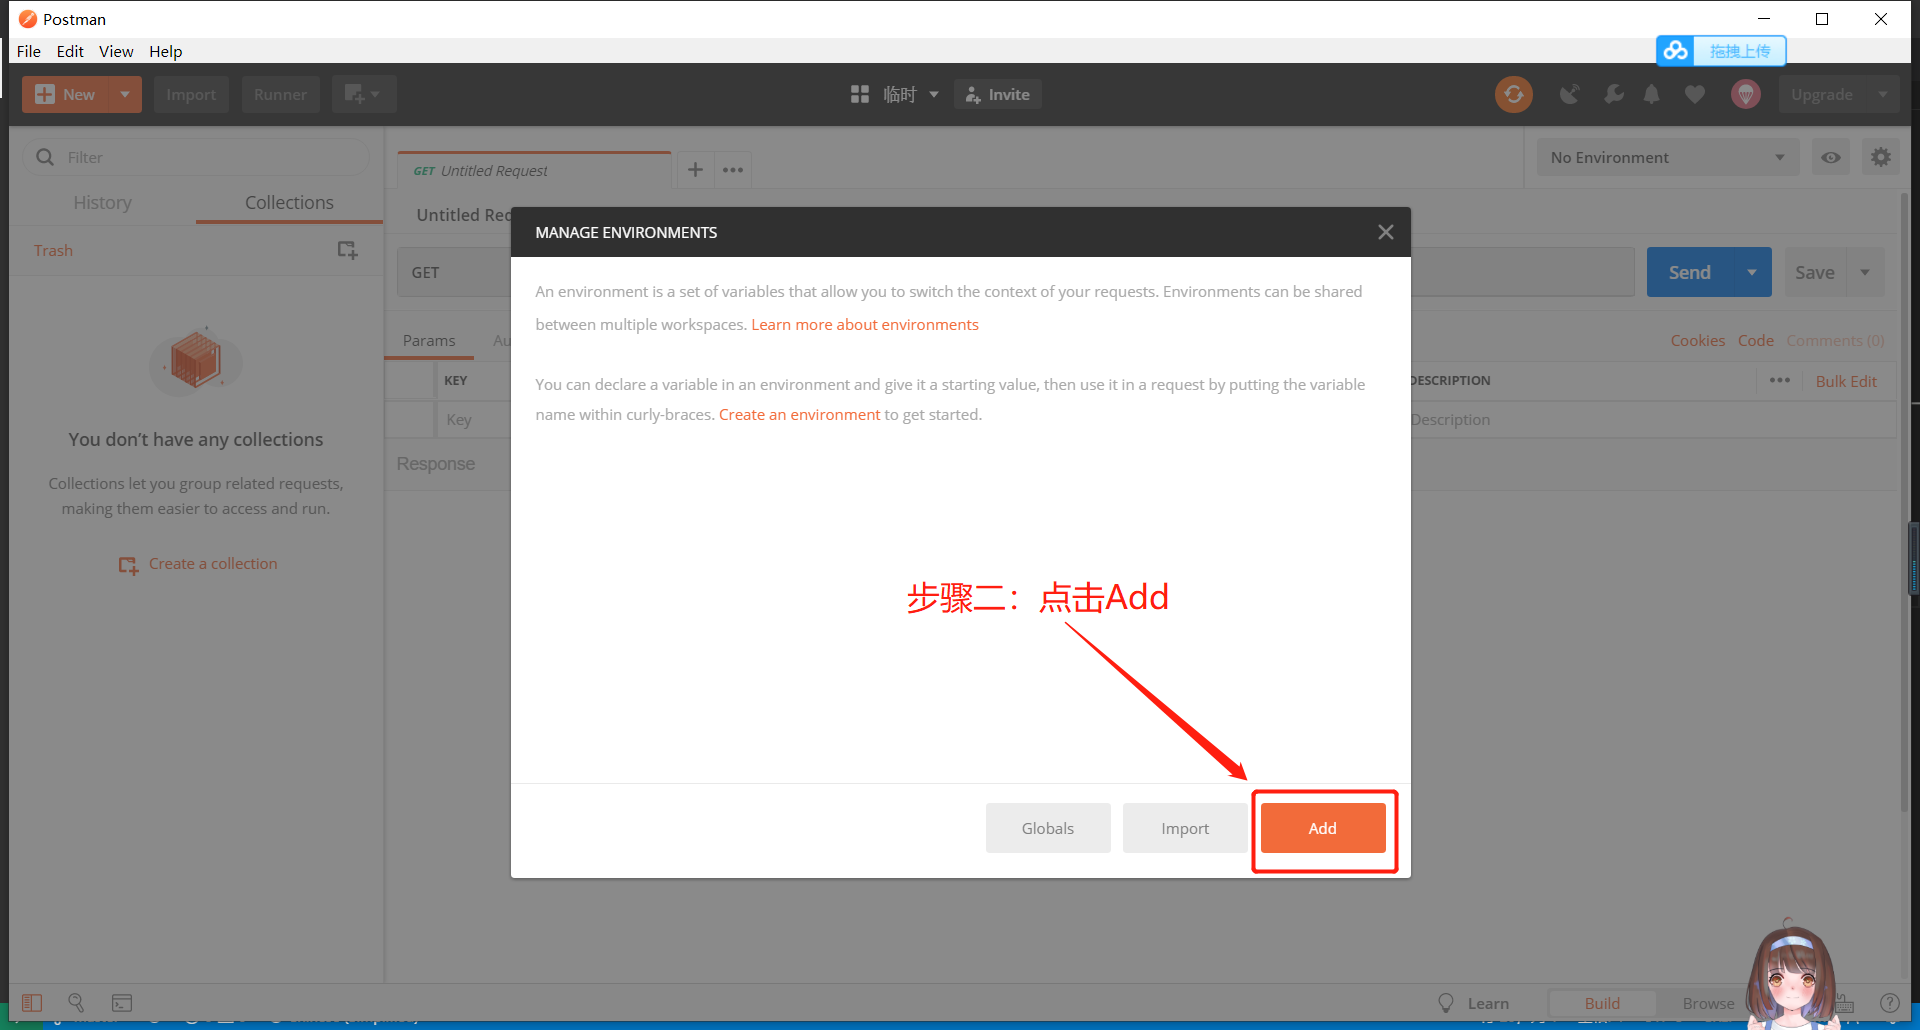 Postman
File Edit View Help
拖拽上传
New
Import
Runner
临时
Invite
Upgrade
Filter
History
Collections
Trash
You don’t have any collections
Collections let you group related requests,
making them easier to access and run.
Create a collection
GET Untitled Request
No Environment
Untitled Req
GET
Send
Save
Params
Au
Cookies Code Comments (0)
KEY
DESCRIPTION
Bulk Edit
Key
Description
Response
MANAGE ENVIRONMENTS
An environment is a set of variables that allow you to switch the context of your requests. Environments can be shared
between multiple workspaces. Learn more about environments
You can declare a variable in an environment and give it a starting value, then use it in a request by putting the variable
name within curly-braces. Create an environment to get started.
步骤二：点击Add
Globals
Import
Add
Learn
Build
Browse